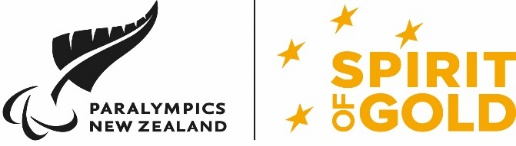 PARALYMPICS
NEW ZEALAND
SPIRIT
OF GOLD